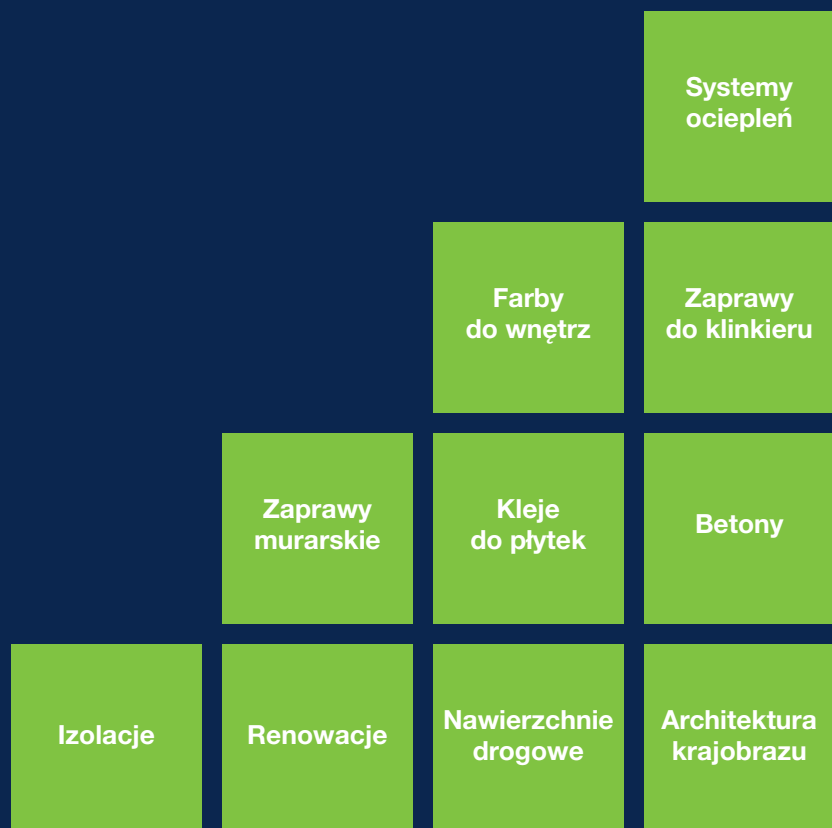 Systemy
ociepleń
Farby
do wnętrz
Zaprawy
do klinkieru
Zaprawy
murarskie
Kleje
do płytek
Betony
Izolacje
Renowacje
Nawierzchnie
drogowe
Architektura
krajobrazu